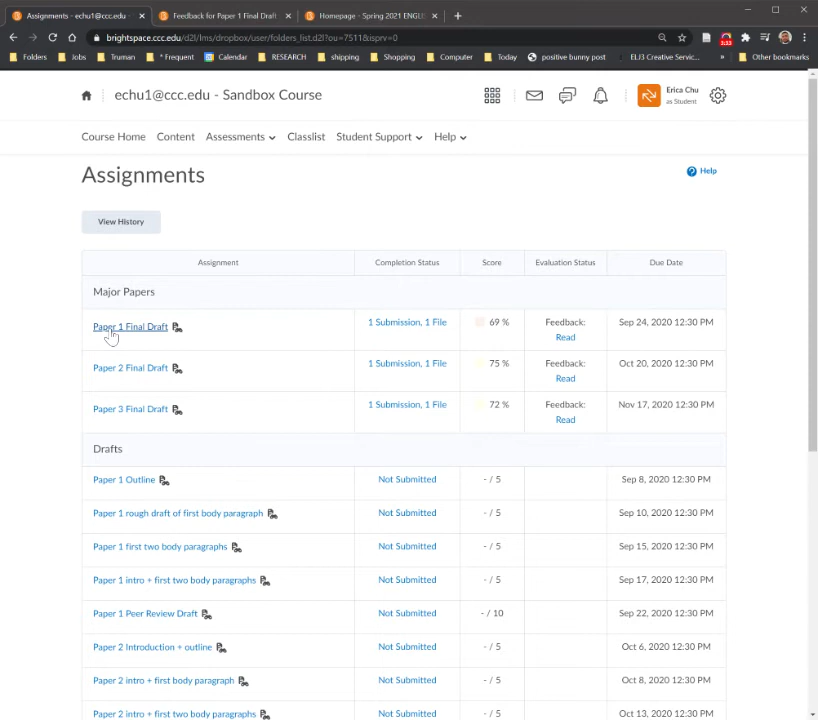 Assignments - echu1@ccc.edu - × Feedback for Paper 1 Final Draft × Homepage - Spring 2021 ENGL × +
brightspace.ccc.edu/d2l/lms/dropbox/user/folders_list.d2l?ou=7511&isprv=0
3:13
Folders Jobs Truman * Frequent Calendar RESEARCH shipping Shopping Computer Today positive bunny post ELJ3 Creative Servic... » Other bookmarks
echu1@ccc.edu - Sandbox Course
Erica Chu
as Student
Course Home Content Assessments Classlist Student Support Help
Assignments
Help
View History
Assignment Completion Status Score Evaluation Status Due Date
Major Papers
Paper 1 Final Draft 1 Submission, 1 File 69 % Feedback: Read Sep 24, 2020 12:30 PM
Paper 2 Final Draft 1 Submission, 1 File 75 % Feedback: Read Oct 20, 2020 12:30 PM
Paper 3 Final Draft 1 Submission, 1 File 72 % Feedback: Read Nov 17, 2020 12:30 PM
Drafts
Paper 1 Outline Not Submitted - / 5 Sep 8, 2020 12:30 PM
Paper 1 rough draft of first body paragraph Not Submitted - / 5 Sep 10, 2020 12:30 PM
Paper 1 first two body paragraphs Not Submitted - / 5 Sep 15, 2020 12:30 PM
Paper 1 intro + first two body paragraphs Not Submitted - / 5 Sep 17, 2020 12:30 PM
Paper 1 Peer Review Draft Not Submitted - / 10 Sep 22, 2020 12:30 PM
Paper 2 Introduction + outline Not Submitted - / 5 Oct 6, 2020 12:30 PM
Paper 2 intro + first body paragraph Not Submitted - / 5 Oct 8, 2020 12:30 PM
Paper 2 intro + first two body paragraphs Not Submitted - / 5 Oct 13, 2020 12:30 PM